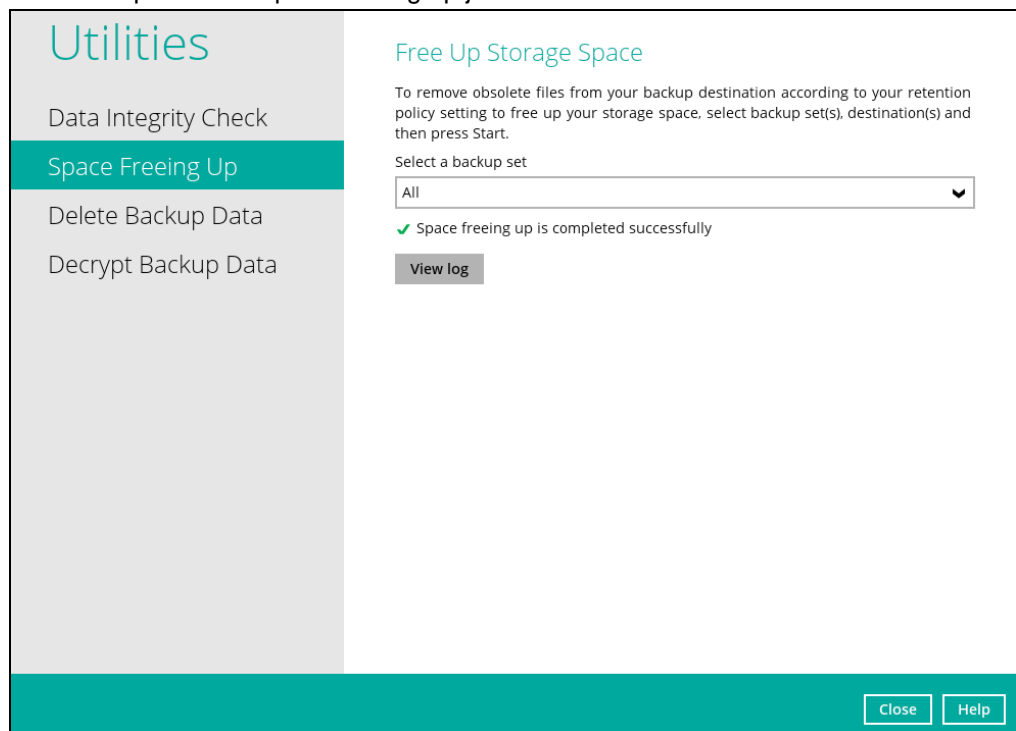 Utilities
Data Integrity Check
Space Freeing Up
Delete Backup Data
Decrypt Backup Data
Free Up Storage Space
To remove obsolete files from your backup destination according to your retention
policy setting to free up your storage space, select backup set(s), destination(s) and
then press Start.
Select a backup set
All
Space freeing up is completed successfully
View log
Close
Help